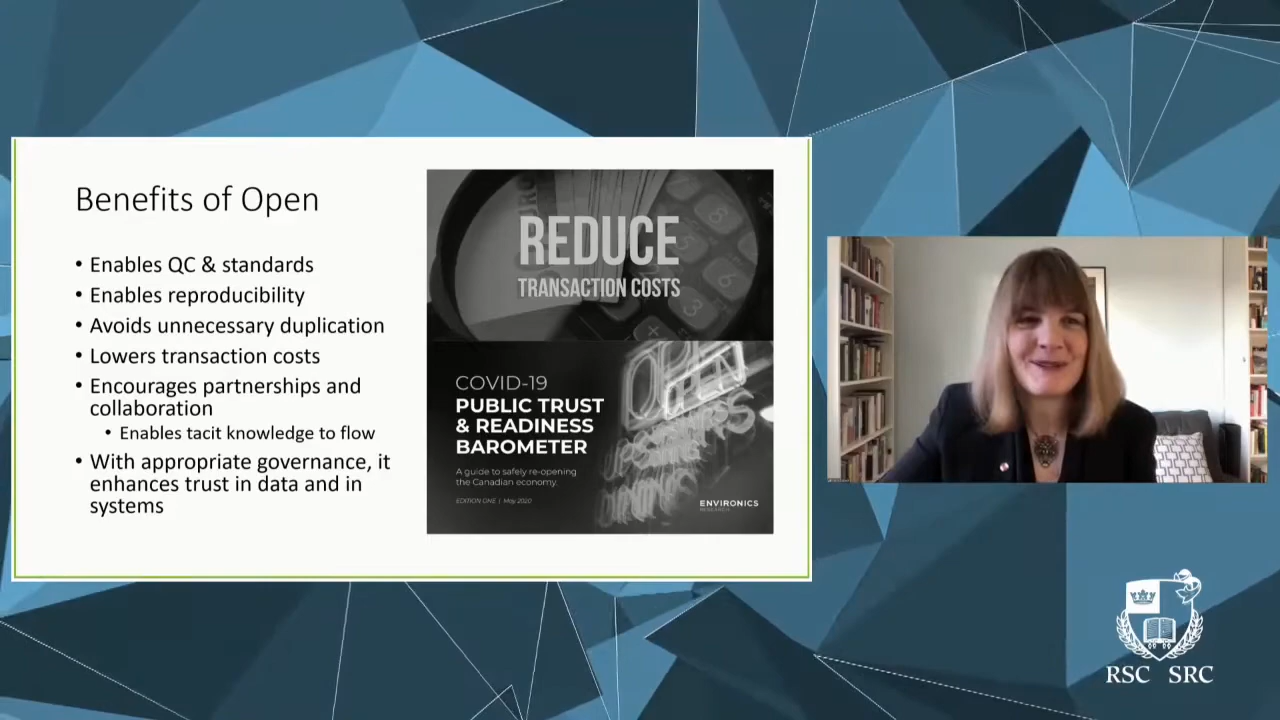 Benefits of Open
• Enables QC & standards
• Enables reproducibility
• Avoids unnecessary duplication
• Lowers transaction costs
• Encourages partnerships and
collaboration
• Enables tacit knowledge to flow
• With appropriate governance, it
enhances trust in data and in
systems
REDUCE
TRANSACTION COSTS
COVID-19
PUBLIC TRUST
& READINESS
BAROMETER
A guide to safely re-opening
the Canadian economy.
EDITION ONE | May 2020
OPEN
ENVIRONICS
RESEARCH
RSC SRC